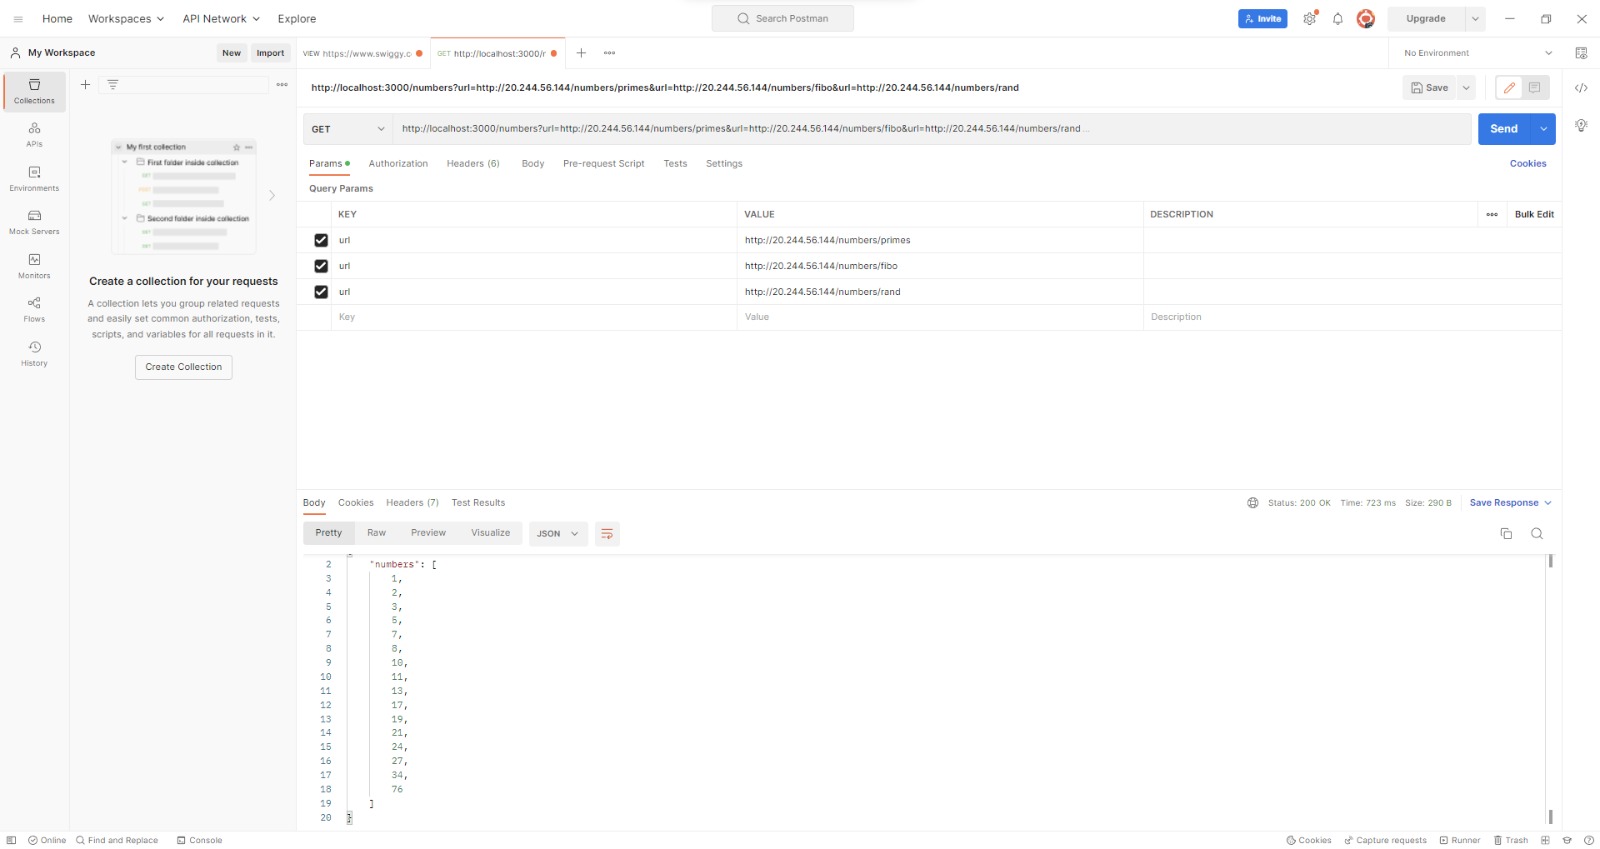 Home Workspaces API Network Explore Search Postman Invite Upgrade
My Workspace New Import VIEW https://www.swiggy.c GET http://localhost:3000/r No Environment
Collections
APIs
Environments
Mock Servers
Monitors
Flows
History
My first collection
First folder inside collection
GET
POST
GET
Second folder inside collection
GET
GET
Create a collection for your requests
A collection lets you group related requests
and easily set common authorization, tests,
scripts, and variables for all requests in it.
Create Collection
http://localhost:3000/numbers?url=http://20.244.56.144/numbers/primes&url=http://20.244.56.144/numbers/fibo&url=http://20.244.56.144/numbers/rand Save
GET http://localhost:3000/numbers?url=http://20.244.56.144/numbers/primes&url=http://20.244.56.144/numbers/fibo&url=http://20.244.56.144/numbers/rand ... Send
Params Authorization Headers (6) Body Pre-request Script Tests Settings Cookies
Query Params
KEY VALUE DESCRIPTION Bulk Edit
url http://20.244.56.144/numbers/primes
url http://20.244.56.144/numbers/fibo
url http://20.244.56.144/numbers/rand
Key Value Description
Body Cookies Headers (7) Test Results Status: 200 OK Time: 723 ms Size: 290 B Save Response
Pretty Raw Preview Visualize JSON
2 "numbers": [
3 1,
4 2,
5 3,
6 5,
7 7,
8 8,
9 10,
10 11,
11 13,
12 17,
13 19,
14 21,
15 24,
16 27,
17 34,
18 76
19 ]
20 }
Online Find and Replace Console Cookies Capture requests Runner Trash